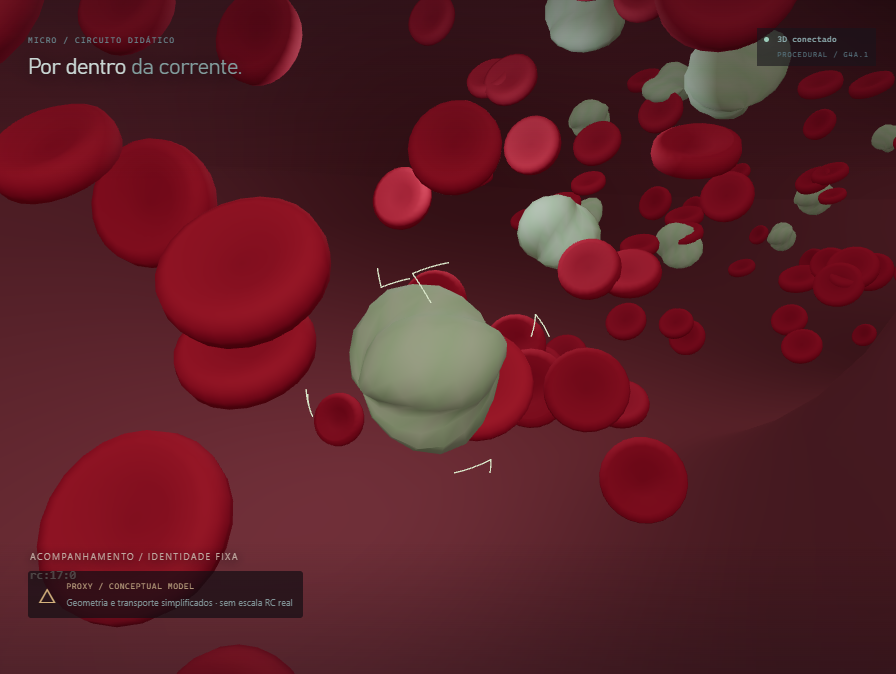 MICRO / CIRCUITO DIDÁTICO
Por dentro da corrente.
3D conectado
PROCEDURAL / G4A.1
ACOMPANHAMENTO / IDENTIDADE FIXA
rc:17:0
PROXY / CONCEPTUAL MODEL
Geometria e transporte simplificados · sem escala RC real